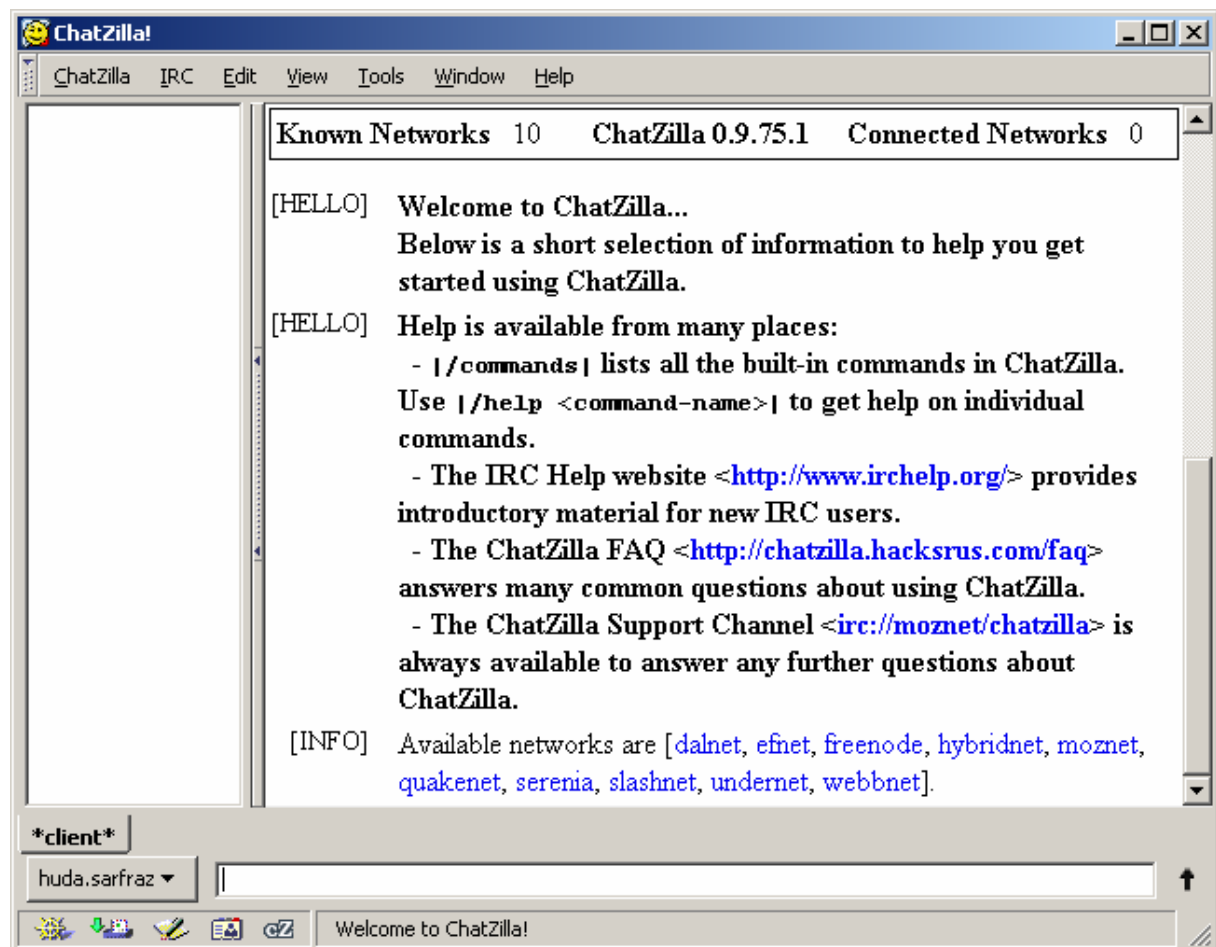 ChatZilla!
ChatZilla IRC Edit View Tools Window Help
Known Networks 10 ChatZilla 0.9.75.1 Connected Networks 0
[HELLO] Welcome to ChatZilla...
Below is a short selection of information to help you get
started using ChatZilla.
[HELLO] Help is available from many places:
- |/commands| lists all the built-in commands in ChatZilla.
Use |/help <command-name>| to get help on individual
commands.
- The IRC Help website <http://www.irchelp.org/> provides
introductory material for new IRC users.
- The ChatZilla FAQ <http://chatzilla.hacksrus.com/faq>
answers many common questions about using ChatZilla.
- The ChatZilla Support Channel <irc://moznet/chatzilla> is
always available to answer any further questions about
ChatZilla.
[INFO] Available networks are [dalnet, efnet, freenode, hybridnet, moznet,
quakenet, serenia, slashnet, undernet, webbnet].
*client*
huda.sarfraz
cZ Welcome to ChatZilla!